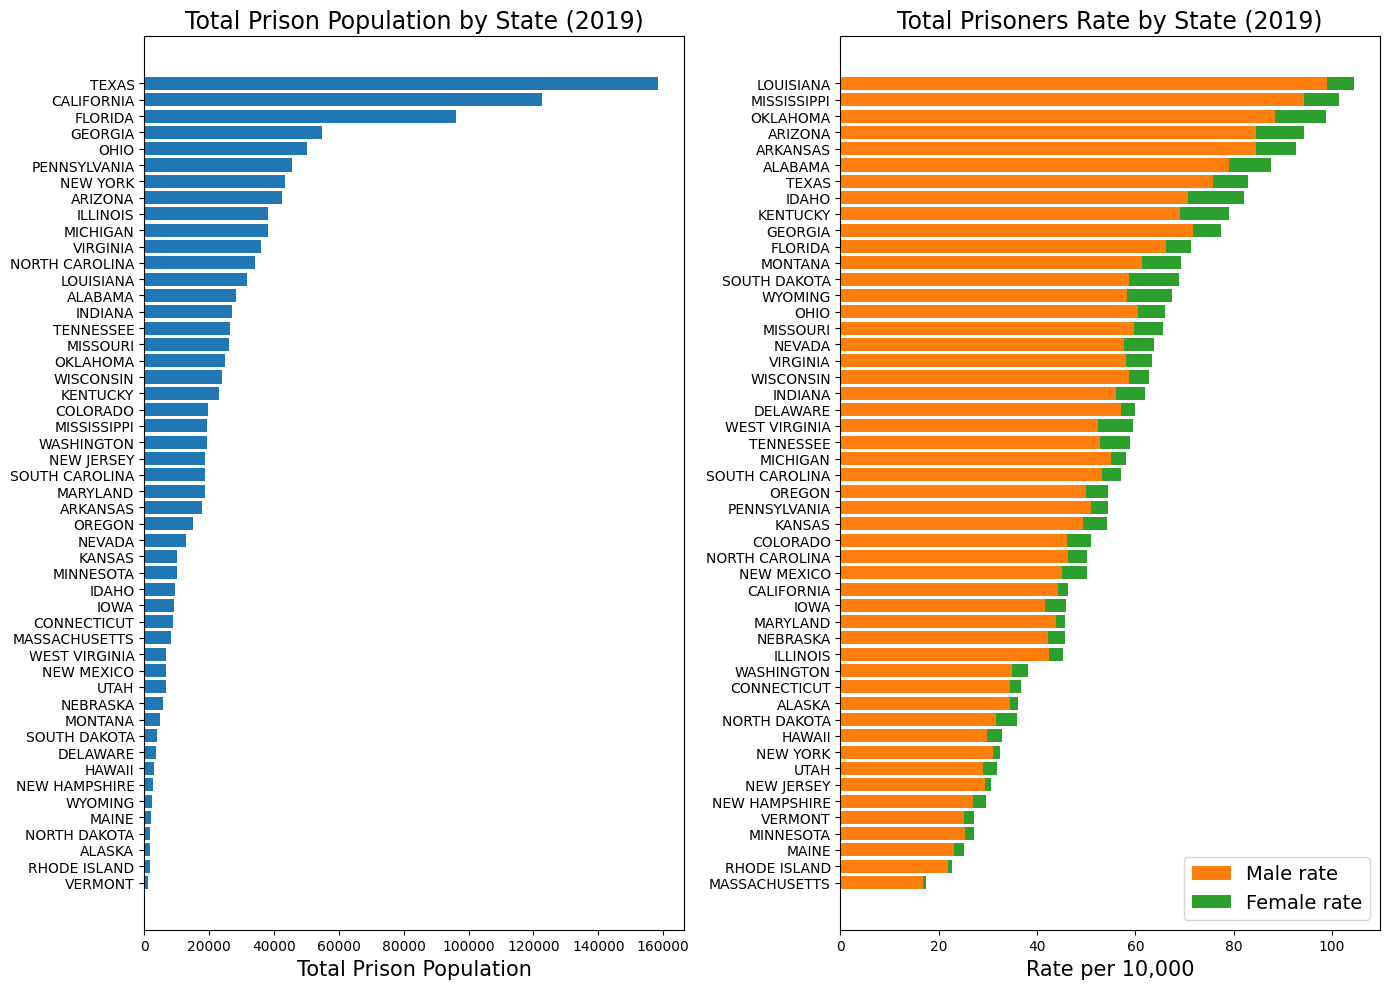 Total Prison Population by State (2019)
TEXAS
CALIFORNIA
FLORIDA
GEORGIA
OHIO
PENNSYLVANIA
NEW YORK
ARIZONA
ILLINOIS
MICHIGAN
VIRGINIA
NORTH CAROLINA
LOUISIANA
ALABAMA
INDIANA
TENNESSEE
MISSOURI
OKLAHOMA
WISCONSIN
KENTUCKY
COLORADO
MISSISSIPPI
WASHINGTON
NEW JERSEY
SOUTH CAROLINA
MARYLAND
ARKANSAS
OREGON
NEVADA
KANSAS
MINNESOTA
IDAHO
IOWA
CONNECTICUT
MASSACHUSETTS
WEST VIRGINIA
NEW MEXICO
UTAH
NEBRASKA
MONTANA
SOUTH DAKOTA
DELAWARE
HAWAII
NEW HAMPSHIRE
WYOMING
MAINE
NORTH DAKOTA
ALASKA
RHODE ISLAND
VERMONT
0 20000 40000 60000 80000 100000 120000 140000 160000
Total Prison Population
Total Prisoners Rate by State (2019)
LOUISIANA
MISSISSIPPI
OKLAHOMA
ARIZONA
ARKANSAS
ALABAMA
TEXAS
IDAHO
KENTUCKY
GEORGIA
FLORIDA
MONTANA
SOUTH DAKOTA
WYOMING
OHIO
MISSOURI
NEVADA
VIRGINIA
WISCONSIN
INDIANA
DELAWARE
WEST VIRGINIA
TENNESSEE
MICHIGAN
SOUTH CAROLINA
OREGON
PENNSYLVANIA
KANSAS
COLORADO
NORTH CAROLINA
NEW MEXICO
CALIFORNIA
IOWA
MARYLAND
NEBRASKA
ILLINOIS
WASHINGTON
CONNECTICUT
ALASKA
NORTH DAKOTA
HAWAII
NEW YORK
UTAH
NEW JERSEY
NEW HAMPSHIRE
VERMONT
MINNESOTA
MAINE
RHODE ISLAND
MASSACHUSETTS
Male rate
Female rate
0 20 40 60 80 100
Rate per 10,000